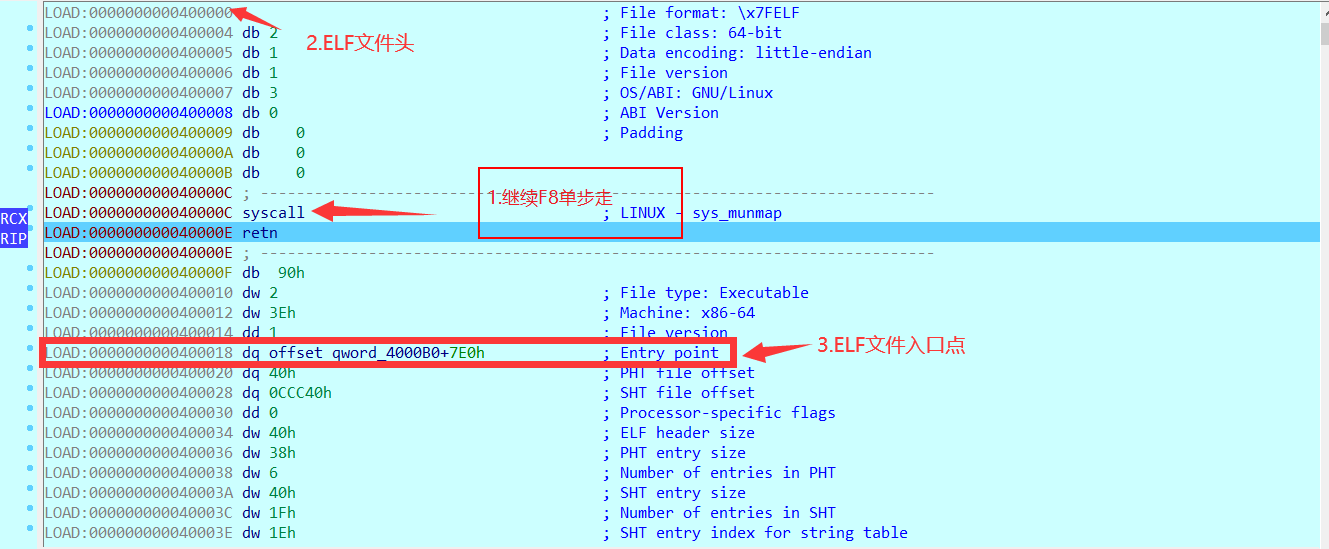 LOAD:0000000000400000 ; File format: \x7FELF
2.ELF文件头
LOAD:0000000000400004 db 2 ; File class: 64-bit
LOAD:0000000000400005 db 1 ; Data encoding: little-endian
LOAD:0000000000400006 db 1 ; File version
LOAD:0000000000400007 db 3 ; OS/ABI: GNU/Linux
LOAD:0000000000400008 db 0 ; ABI Version
LOAD:0000000000400009 db 0 ; Padding
LOAD:000000000040000A db 0
LOAD:000000000040000B db 0
LOAD:000000000040000C ; ---------------------------------------------------------------------------
1.继续F8单步走
RCX
LOAD:000000000040000C syscall ; LINUX - sys_munmap
RIP
LOAD:000000000040000E retn
LOAD:000000000040000E ; ---------------------------------------------------------------------------
LOAD:000000000040000F db 90h
LOAD:0000000000400010 dw 2 ; File type: Executable
LOAD:0000000000400012 dw 3Eh ; Machine: x86-64
LOAD:0000000000400014 dd 1 ; File version
LOAD:0000000000400018 dq offset qword_4000B0+7E0h ; Entry point
3.ELF文件入口点
LOAD:0000000000400020 dq 40h ; PHT file offset
LOAD:0000000000400028 dq 0CCC40h ; SHT file offset
LOAD:0000000000400030 dd 0 ; Processor-specific flags
LOAD:0000000000400034 dw 40h ; ELF header size
LOAD:0000000000400036 dw 38h ; PHT entry size
LOAD:0000000000400038 dw 6 ; Number of entries in PHT
LOAD:000000000040003A dw 40h ; SHT entry size
LOAD:000000000040003C dw 1Fh ; Number of entries in SHT
LOAD:000000000040003E dw 1Eh ; SHT entry index for string table